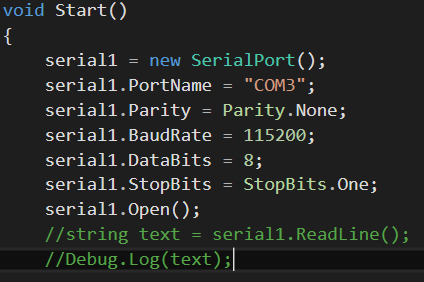 void Start()
{
serial1 = new SerialPort();
serial1.PortName = "COM3";
serial1.Parity = Parity.None;
serial1.BaudRate = 115200;
serial1.DataBits = 8;
serial1.StopBits = StopBits.One;
serial1.Open();
//string text = serial1.ReadLine();
//Debug.Log(text);